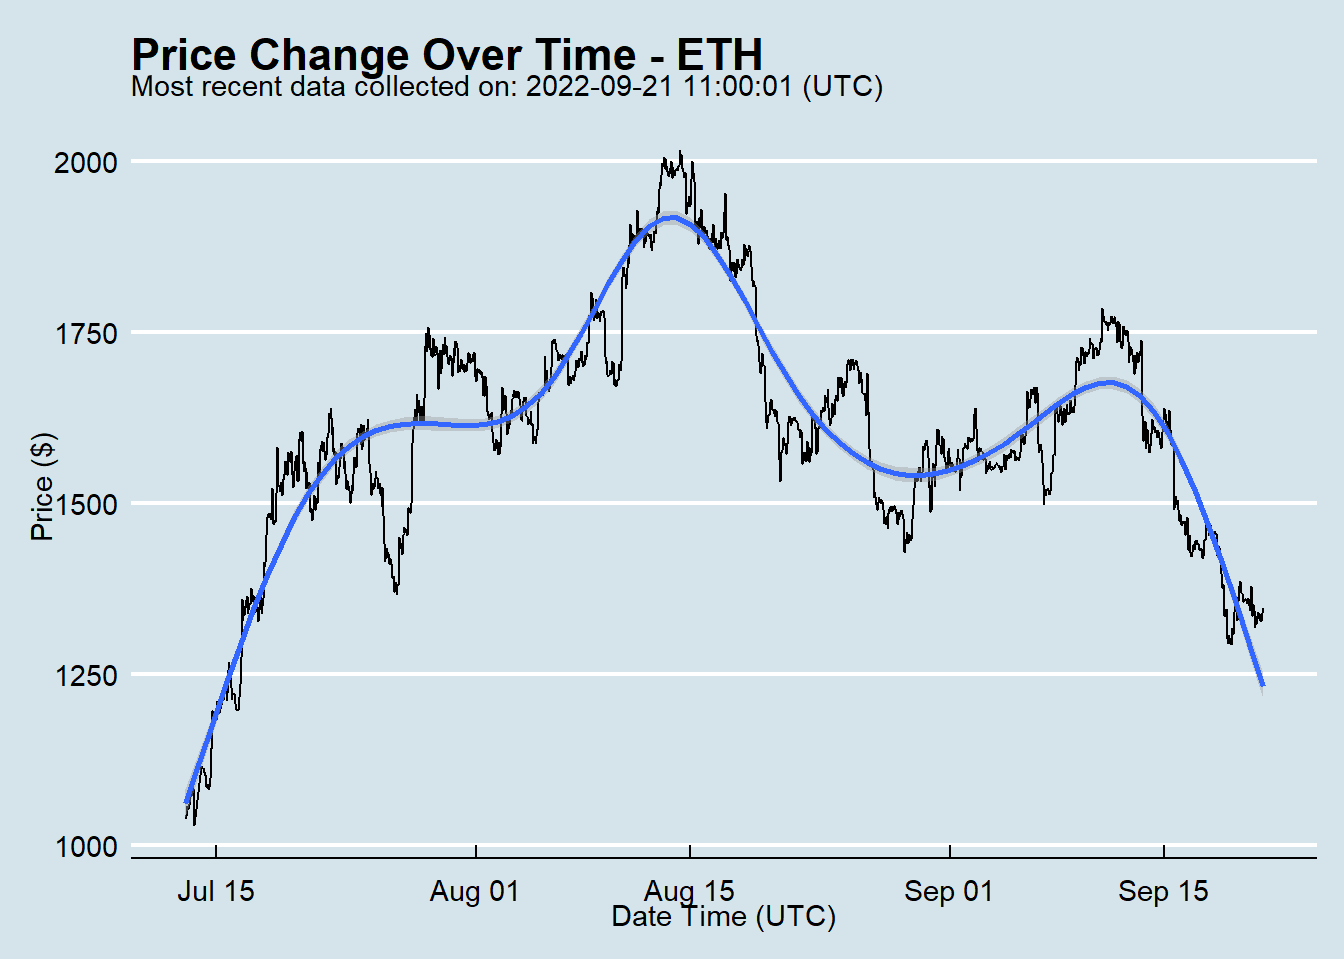 Price Change Over Time - ETH
Most recent data collected on: 2022-09-21 11:00:01 (UTC)
Price ($)
2000
1750
1500
1250
1000
Jul 15 Aug 01 Aug 15 Sep 01 Sep 15
Date Time (UTC)